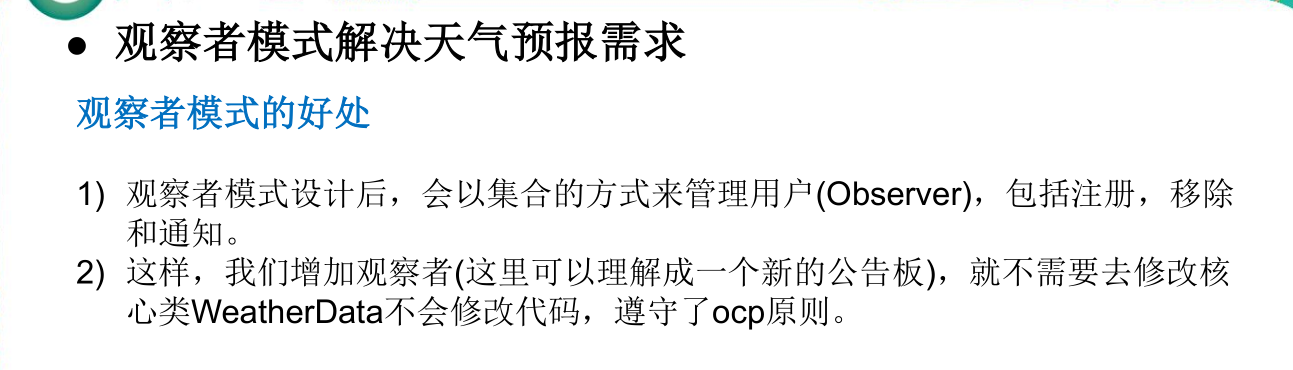 ● 观察者模式解决天气预报需求
观察者模式的好处
1) 观察者模式设计后，会以集合的方式来管理用户(Observer)，包括注册，移除
和通知。
2) 这样，我们增加观察者(这里可以理解成一个新的公告板)，就不需要去修改核
心类WeatherData不会修改代码，遵守了ocp原则。